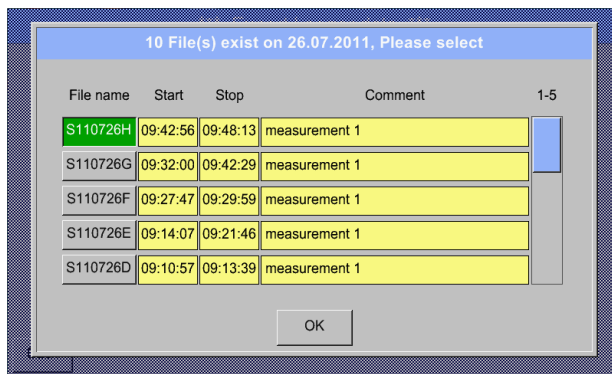 10 File(s) exist on 26.07.2011, Please select
File name Start Stop Comment 1-5
S110726H 09:42:56 09:48:13 measurement 1
S110726G 09:32:00 09:42:29 measurement 1
S110726F 09:27:47 09:29:59 measurement 1
S110726E 09:14:07 09:21:46 measurement 1
S110726D 09:10:57 09:13:39 measurement 1
OK